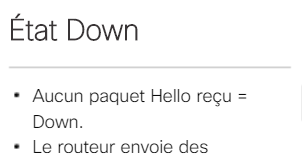 État Down
• Aucun paquet Hello reçu =
Down.
• Le routeur envoie des